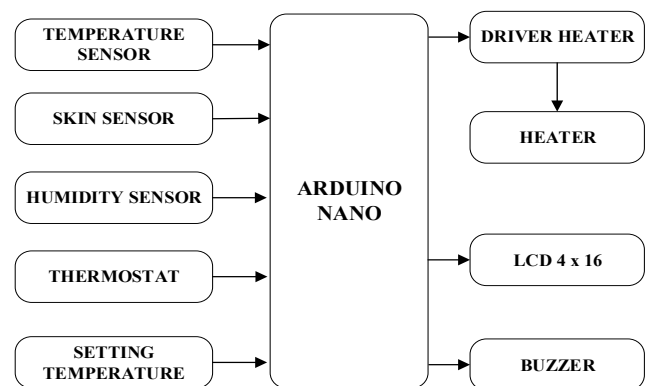 TEMPERATURE
SENSOR
SKIN SENSOR
HUMIDITY SENSOR
THERMOSTAT
SETTING
TEMPERATURE
ARDUINO
NANO
DRIVER HEATER
HEATER
LCD 4 x 16
BUZZER